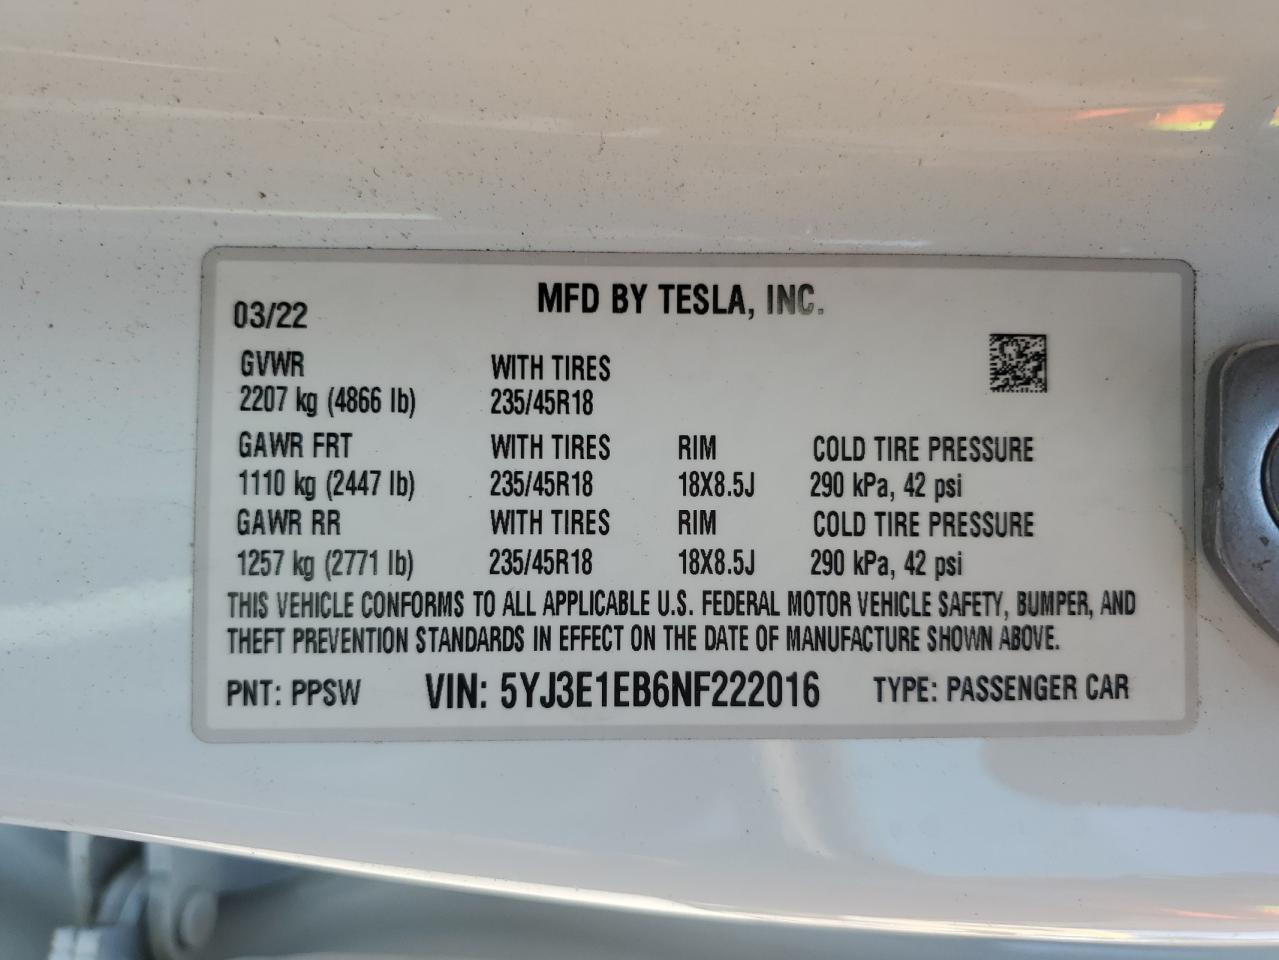 MFD BY TESLA, INC.
03/22
GVWR WITH TIRES
2207 kg (4866 lb) 235/45R18
GAWR FRT WITH TIRES RIM COLD TIRE PRESSURE
1110 kg (2447 lb) 235/45R18 18X8.5J 290 kPa, 42 psi
GAWR RR WITH TIRES RIM COLD TIRE PRESSURE
1257 kg (2771 lb) 235/45R18 18X8.5J 290 kPa, 42 psi
THIS VEHICLE CONFORMS TO ALL APPLICABLE U.S. FEDERAL MOTOR VEHICLE SAFETY, BUMPER, AND
THEFT PREVENTION STANDARDS IN EFFECT ON THE DATE OF MANUFACTURE SHOWN ABOVE.
PNT: PPSW VIN: 5YJ3E1EB6NF222016 TYPE: PASSENGER CAR